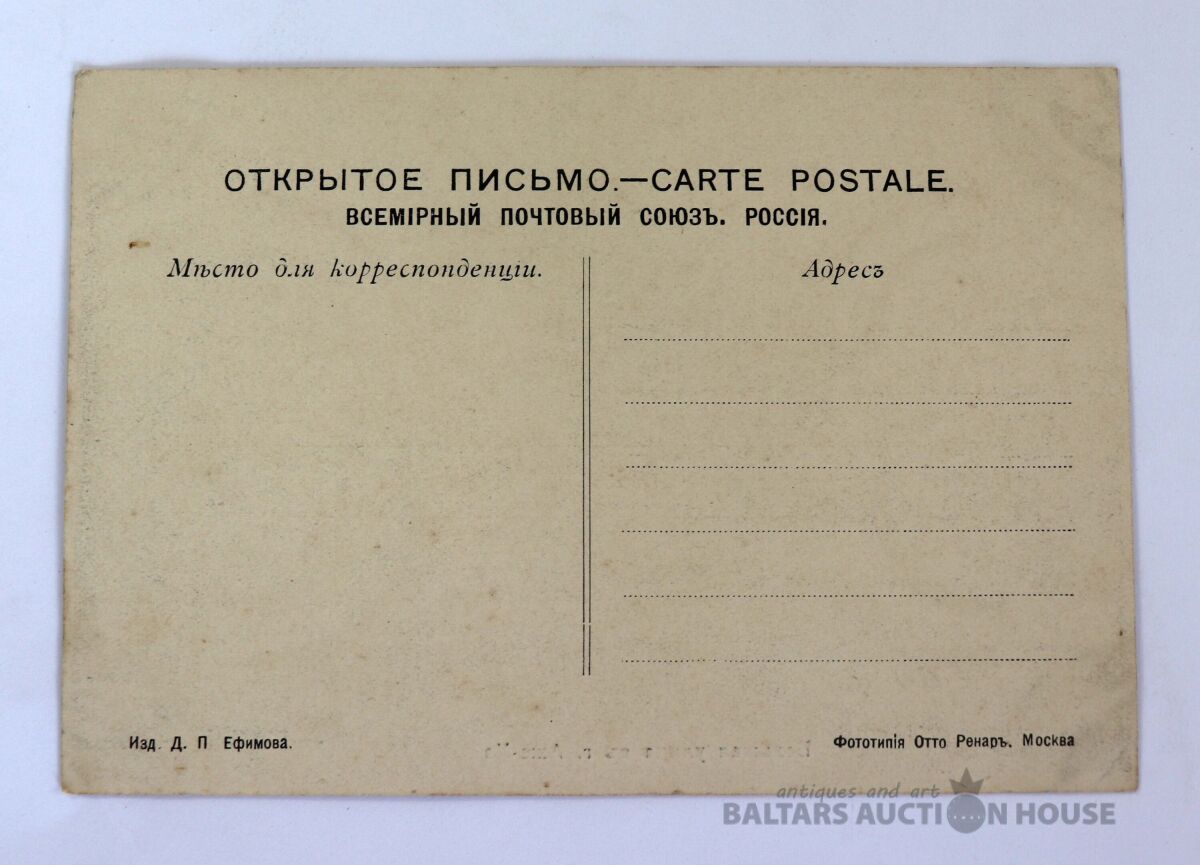 ОТКРЫТОЕ ПИСЬМО.—CARTE POSTALE.
ВСЕМІРНЫЙ ПОЧТОВЫЙ СОЮЗЪ. РОССІЯ.
Мѣсто для корреспонденціи.
Адресъ
Изд. Д. П Ефимова.
Фототипія Отто Ренаръ. Москва
antiques and art
BALTARS AUCTION HOUSE